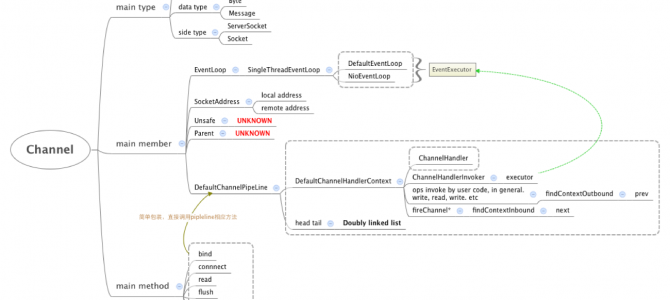 main type
data type
Byte
Message
side type
ServerSocket
Socket
Channel
main member
EventLoop
SingleThreadEventLoop
DefaultEventLoop
NioEventLoop
EventExecutor
SocketAddress
local address
remote address
Unsafe
UNKNOWN
Parent
UNKNOWN
DefaultChannelPipeLine
DefaultChannelHandlerContext
ChannelHandler
ChannelHandlerInvoker
executor
ops invoke by user code, in general.
write, read, write. etc
findContextOutbound
prev
fireChannel*
findContextInbound
next
head tail
Doubly linked list
简单包装，直接调用pipleline相应方法
main method
bind
connnect
read
flush